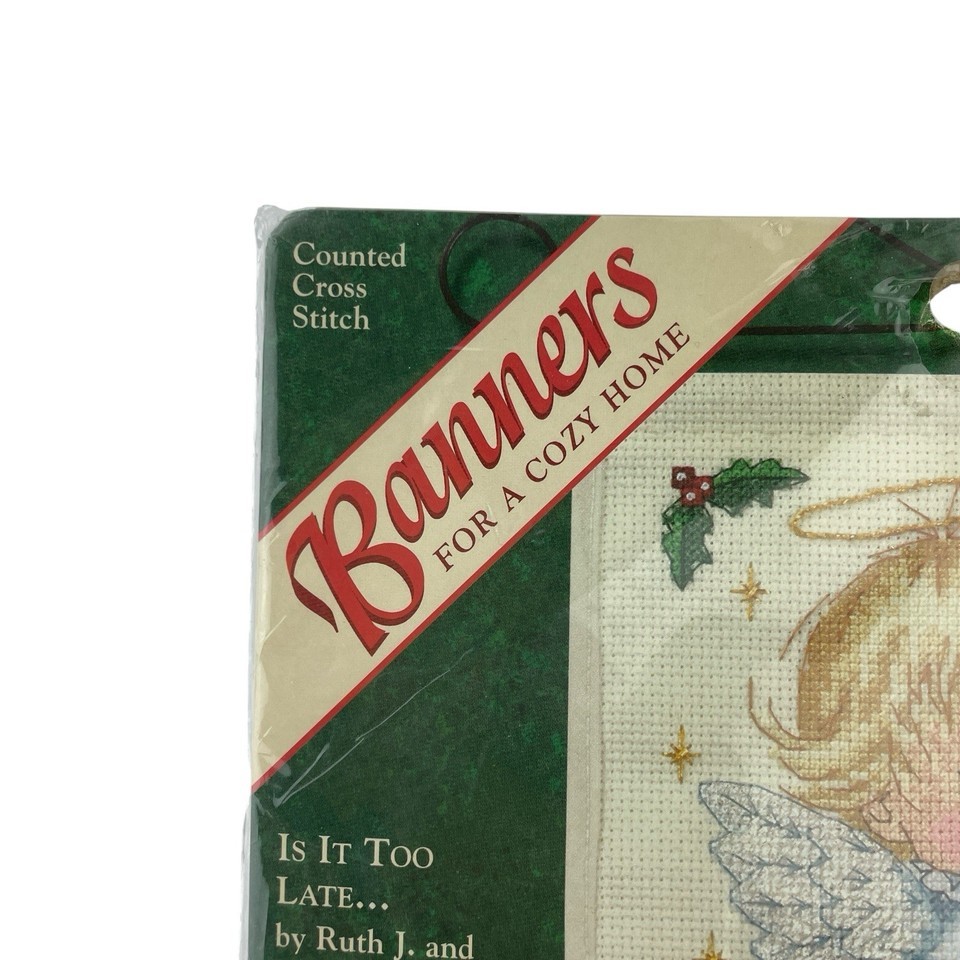 Counted
Cross
Stitch
Banners
FOR A COZY HOME
IS IT TOO
LATE...
by Ruth J. and